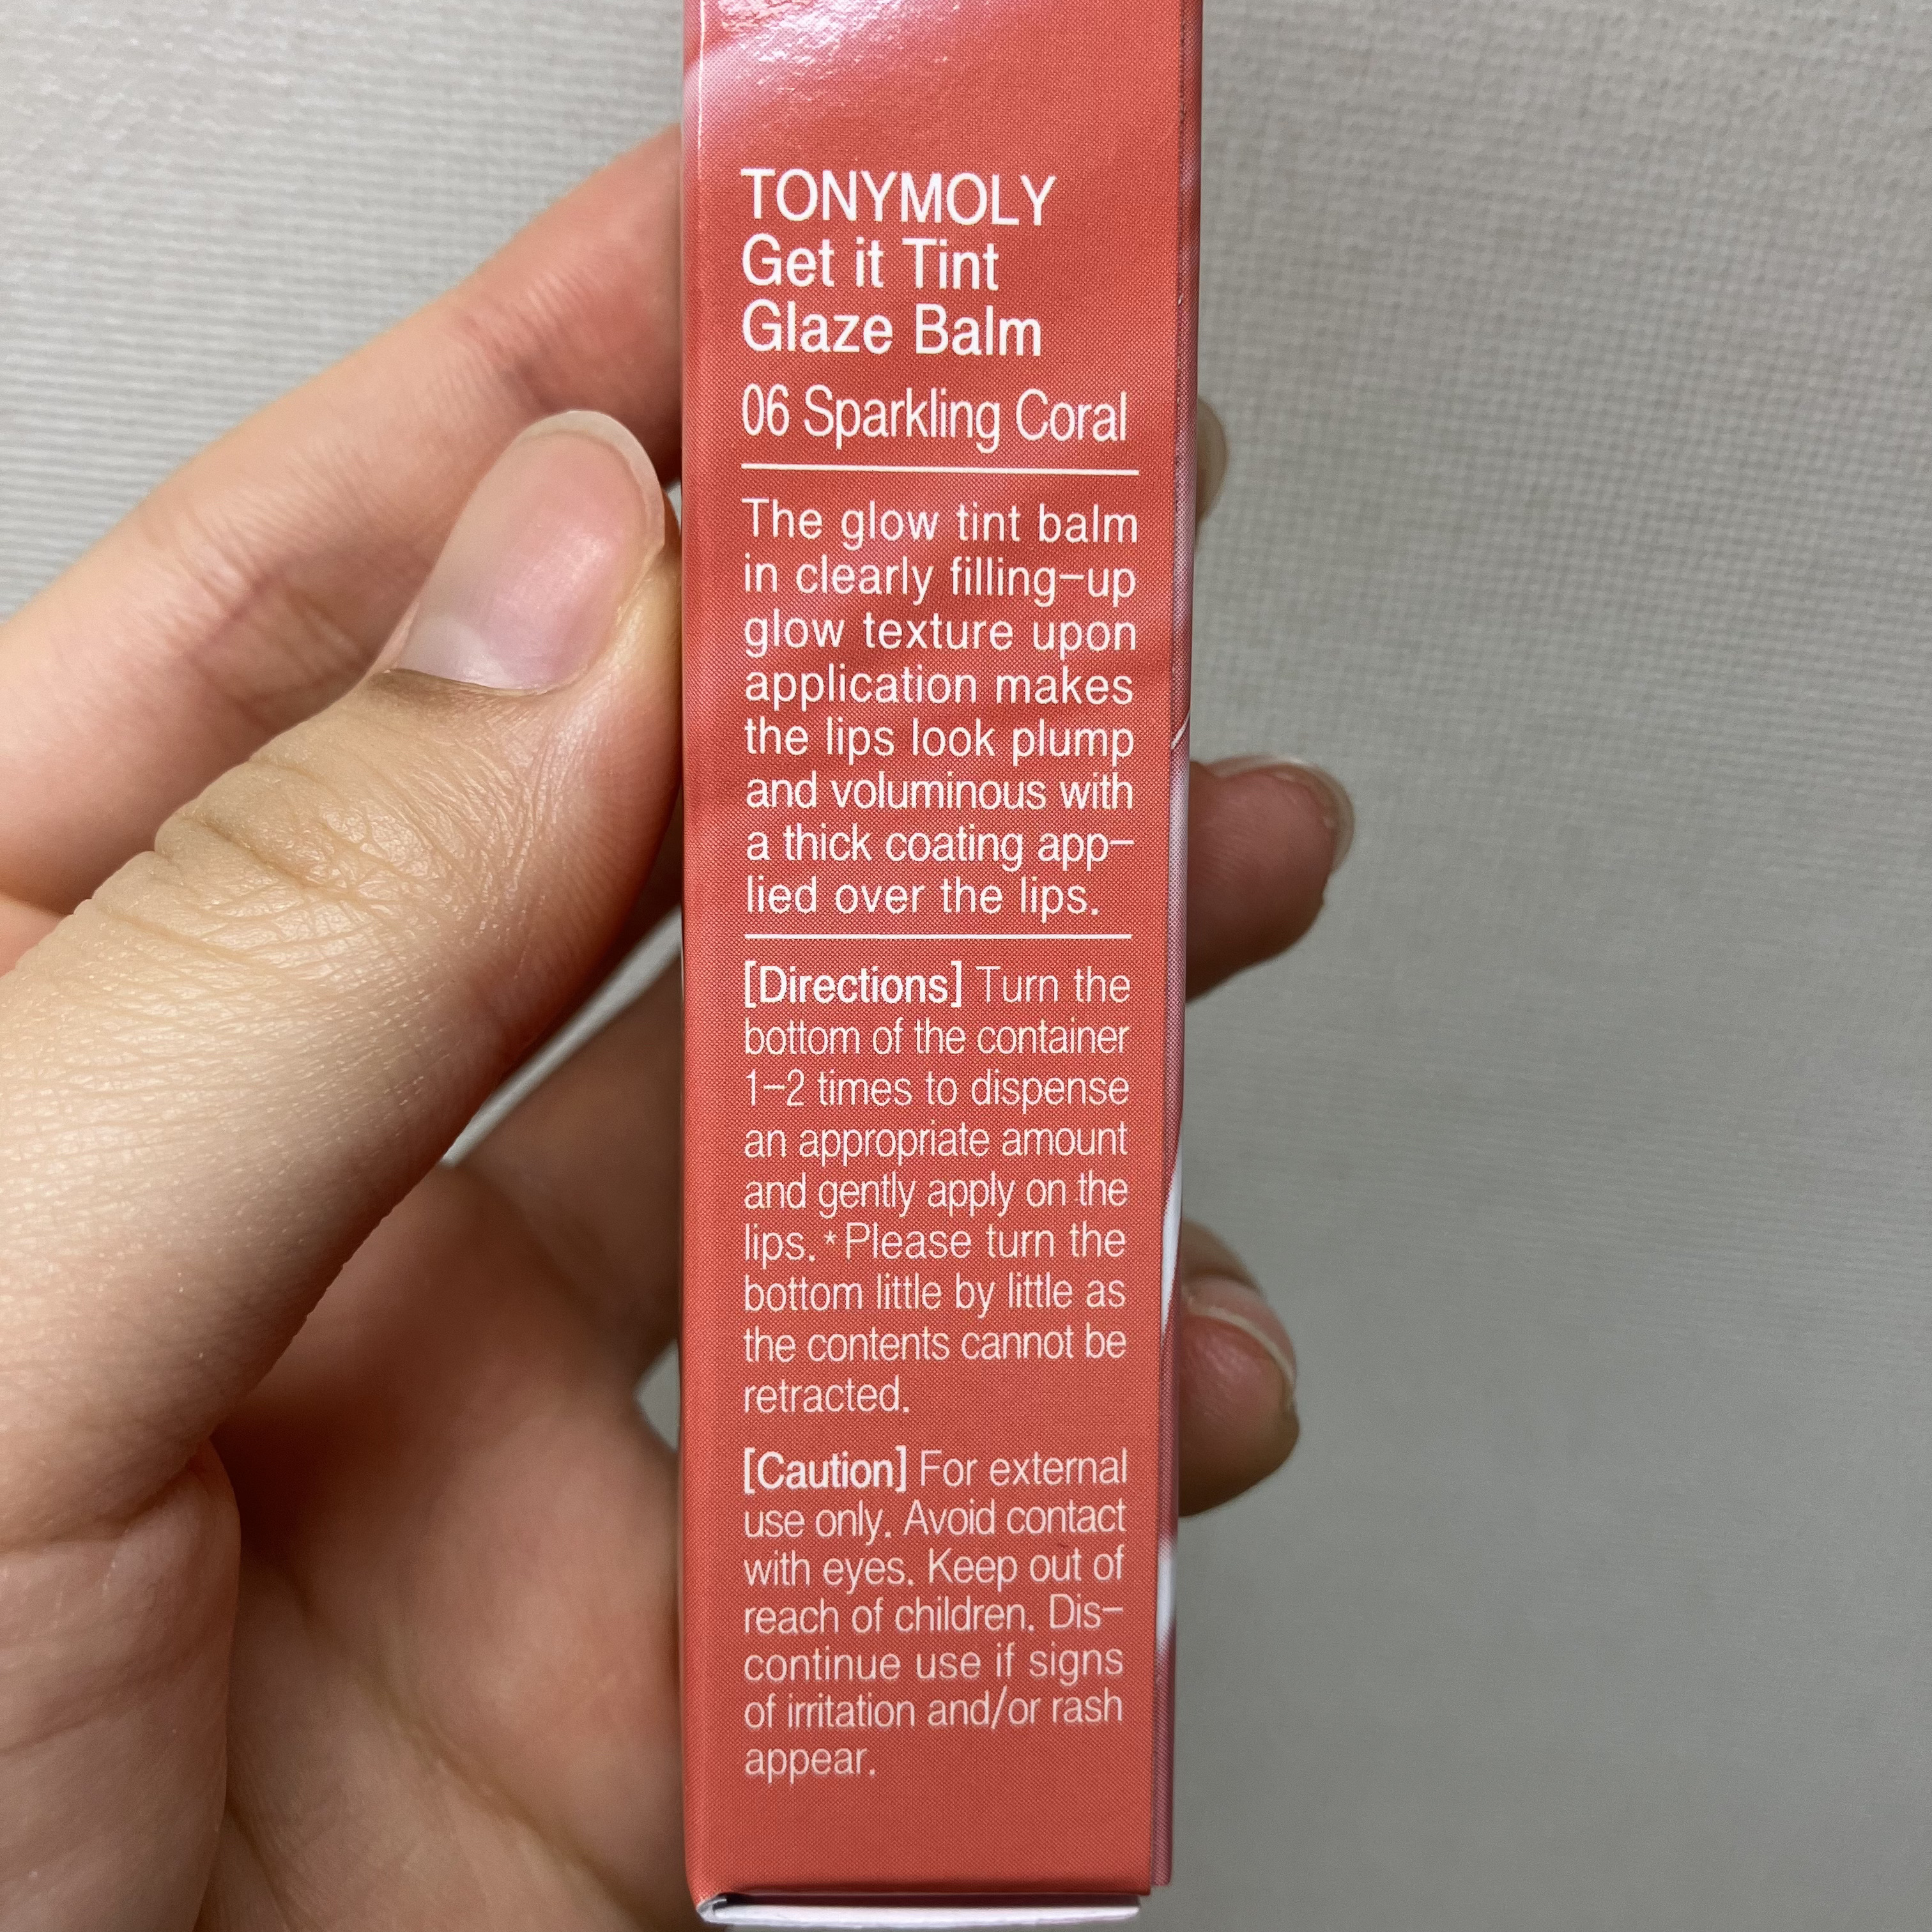 TONYMOLY
Get it Tint
Glaze Balm
06 Sparkling Coral
The glow tint balm
in clearly filling-up
glow texture upon
application makes
the lips look plump
and voluminous with
a thick coating app-
lied over the lips.
[Directions] Turn the
bottom of the container
1-2 times to dispense
an appropriate amount
and gently apply on the
lips. *Please turn the
bottom little by little as
the contents cannot be
retracted.
[Caution] For external
use only. Avoid contact
with eyes. Keep out of
reach of children. Dis-
continue use if signs
of irritation and/or rash
appear.